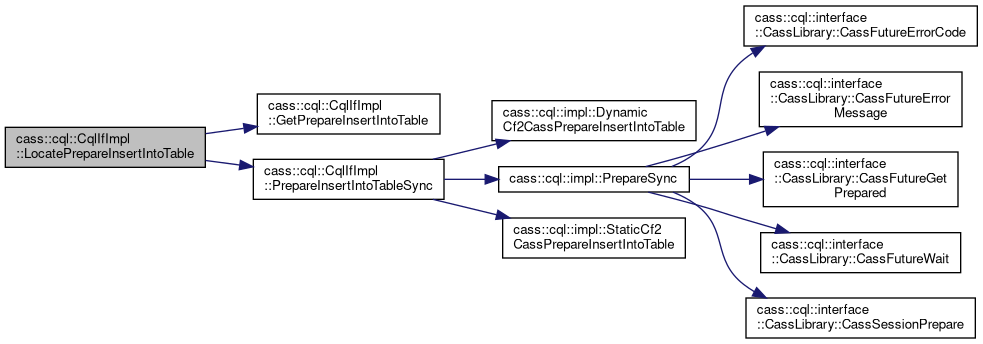 cass::cql::CqlIfImpl
::LocatePrepareInsertIntoTable
cass::cql::CqlIfImpl
::GetPrepareInsertIntoTable
cass::cql::CqlIfImpl
::PrepareInsertIntoTableSync
cass::cql::impl::Dynamic
Cf2CassPrepareInsertIntoTable
cass::cql::impl::PrepareSync
cass::cql::impl::StaticCf2
CassPrepareInsertIntoTable
cass::cql::interface
::CassLibrary::CassFutureErrorCode
cass::cql::interface
::CassLibrary::CassFutureError
Message
cass::cql::interface
::CassLibrary::CassFutureGet
Prepared
cass::cql::interface
::CassLibrary::CassFutureWait
cass::cql::interface
::CassLibrary::CassSessionPrepare